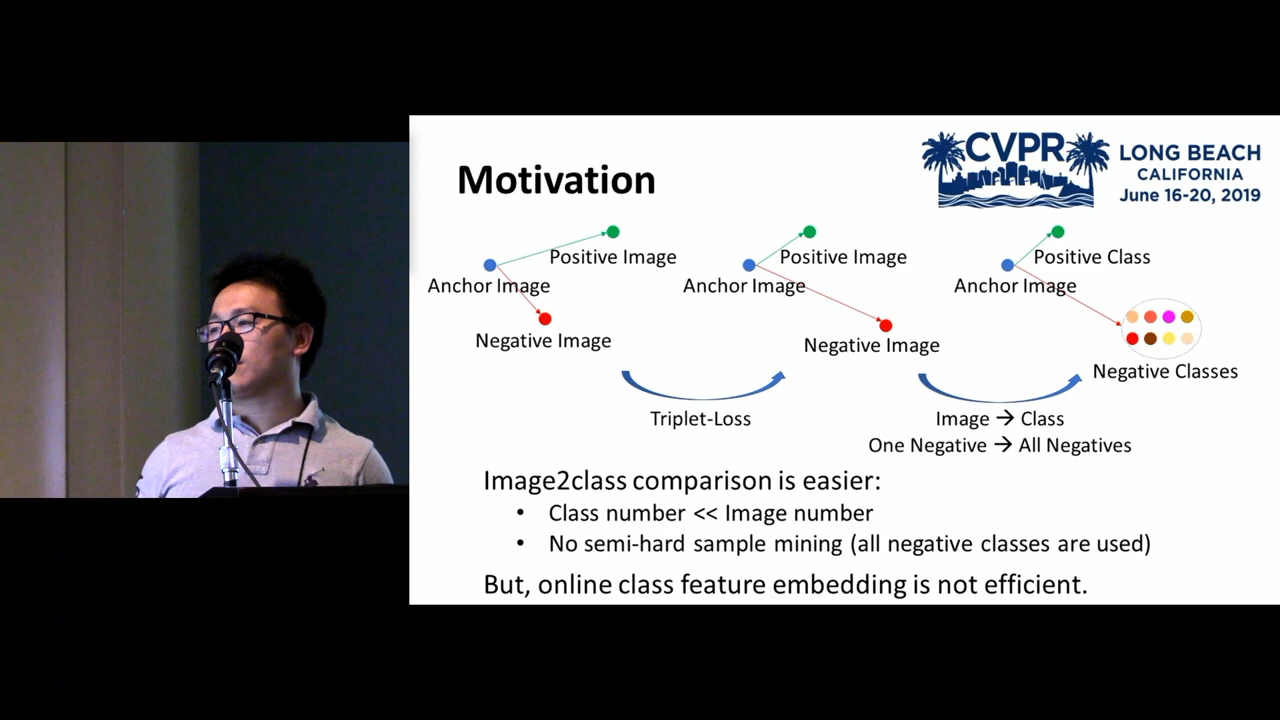 Motivation
CVPR
LONG BEACH
CALIFORNIA
June 16-20, 2019
Positive Image
Anchor Image
Negative Image
Positive Image
Anchor Image
Negative Image
Positive Class
Anchor Image
Negative Classes
Triplet-Loss
Image → Class
One Negative → All Negatives
Image2class comparison is easier:
• Class number << Image number
• No semi-hard sample mining (all negative classes are used)
But, online class feature embedding is not efficient.